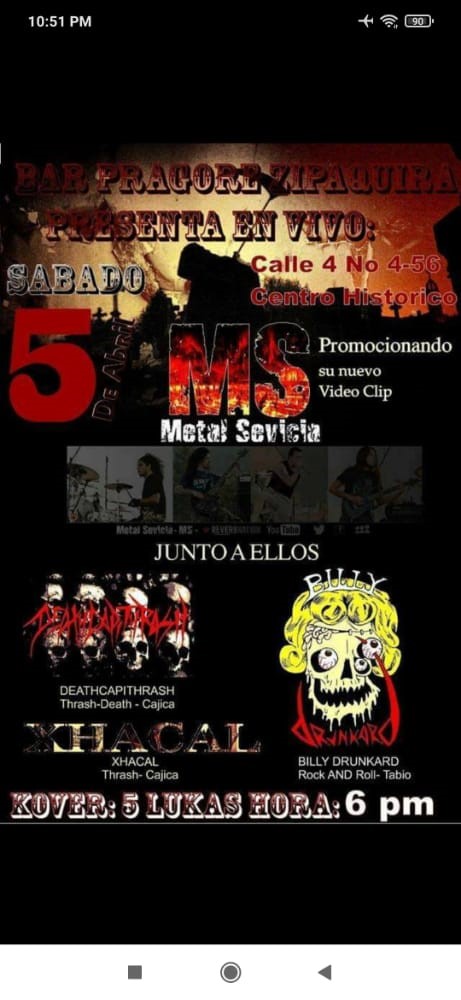 10:51 PM
90
BAR PRAGORE ZIPAQUIRA
PRESENTA EN VIVO:
Calle 4 No 4-56
Centro Historico
SABADO
5
De Abril
MS
Metal Sevicia
Promocionando
su nuevo
Video Clip
Metal Sevicia - MS - REVERBNATION YouTube
JUNTO A ELLOS
DEATHCAPITHRASH
DEATHCAPITHRASH
Thrash-Death - Cajica
XHACAL
XHACAL
Thrash- Cajica
BILLY
DRUNKARD
BILLY DRUNKARD
Rock AND Roll- Tabio
KOVER: 5 LUKAS HORA: 6 pm